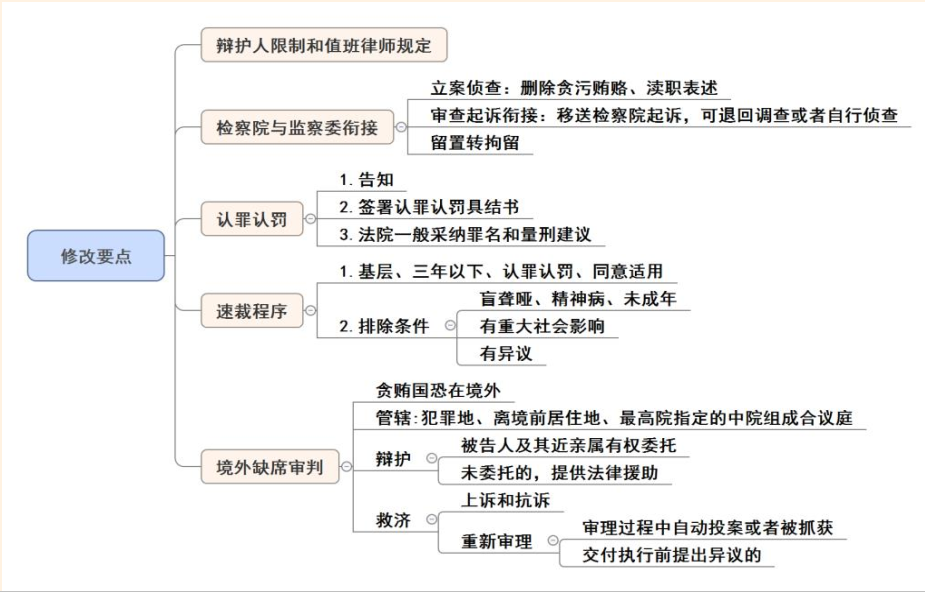 修改要点
辩护人限制和值班律师规定
检察院与监察委衔接
立案侦查：删除贪污贿赂、渎职表述
审查起诉衔接：移送检察院起诉，可退回调查或者自行侦查
留置转拘留
认罪认罚
1.告知
2.签署认罪认罚具结书
3.法院一般采纳罪名和量刑建议
速裁程序
1.基层、三年以下、认罪认罚、同意适用
2.排除条件
盲聋哑、精神病、未成年
有重大社会影响
有异议
境外缺席审判
贪贿国恐在境外
管辖:犯罪地、离境前居住地、最高院指定的中院组成合议庭
辩护
被告人及其近亲属有权委托
未委托的，提供法律援助
救济
上诉和抗诉
重新审理
审理过程中自动投案或者被抓获
交付执行前提出异议的